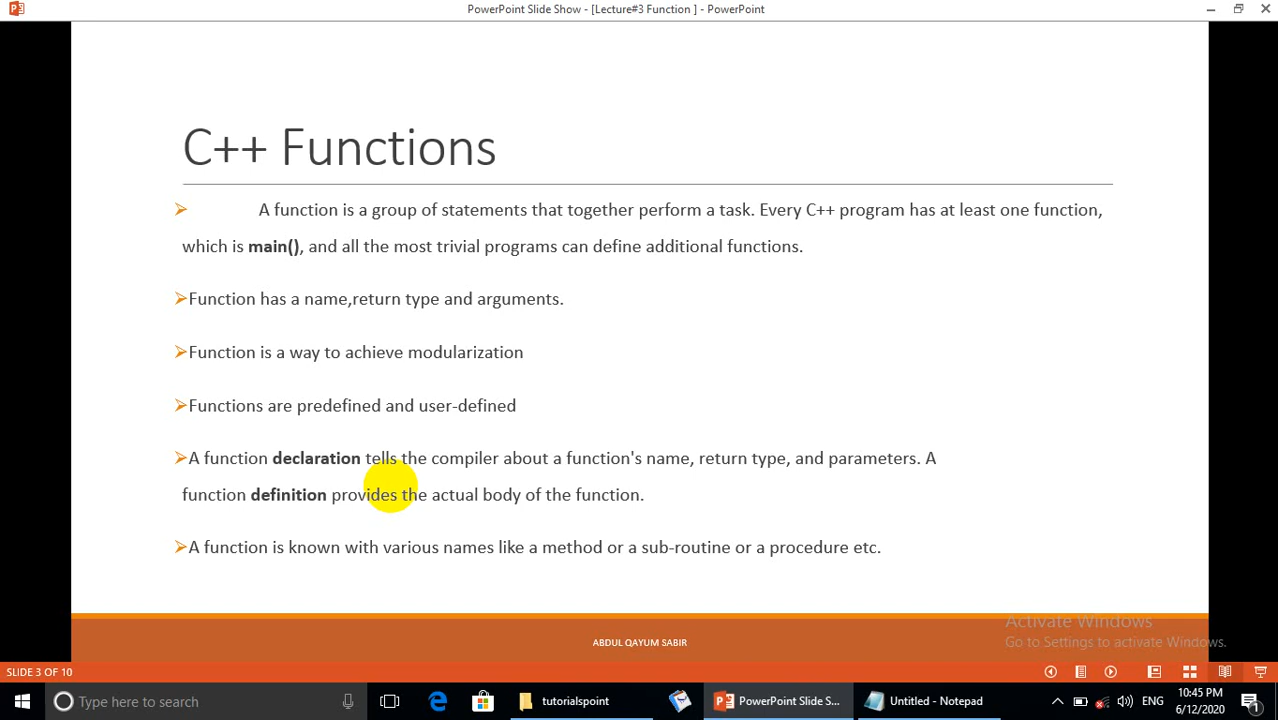 PowerPoint Slide Show - [Lecture#3 Function ] - PowerPoint
C++ Functions
A function is a group of statements that together perform a task. Every C++ program has at least one function,
which is main(), and all the most trivial programs can define additional functions.
Function has a name,return type and arguments.
Function is a way to achieve modularization
Functions are predefined and user-defined
A function declaration tells the compiler about a function's name, return type, and parameters. A
function definition provides the actual body of the function.
A function is known with various names like a method or a sub-routine or a procedure etc.
Activate Windows
Go to Settings to activate Windows.
ABDUL QAYUM SABIR
SLIDE 3 OF 10
Type here to search
tutorialspoint
PowerPoint Slide S...
Untitled - Notepad
ENG
10:45 PM
6/12/2020
1